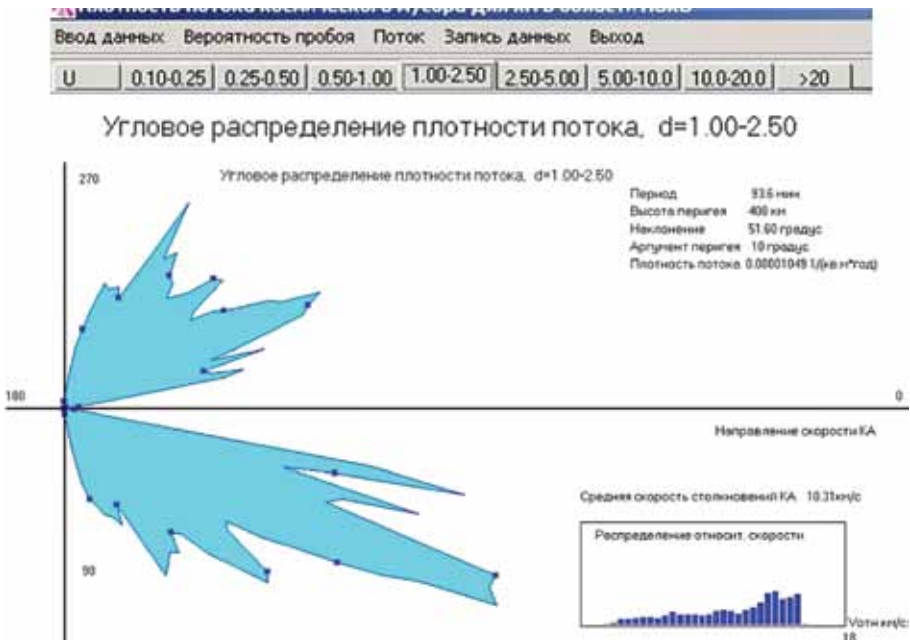 Ввод данных Вероятность пробоя Поток Запись данных Выход
U 0.10-0.25 0.25-0.50 0.50-1.00 1.00-2.50 2.50-5.00 5.00-10.0 10.0-20.0 >20
Угловое распределение плотности потока, d=1.00-2.50
270
Угловое распределение плотности потока, d=1.00-2.50
Период 93.6 мин
Высота перигея 400 км
Наклонение 51.60 градус
Аргумент перигея 10 градус
Плотность потока 0.00001049 1/(кв.м*год)
180
0
Направление скорости КА
Средняя скорость столкновений КА 10.31км/с
Распределение относит. скорости
90
Vотн км/с
18